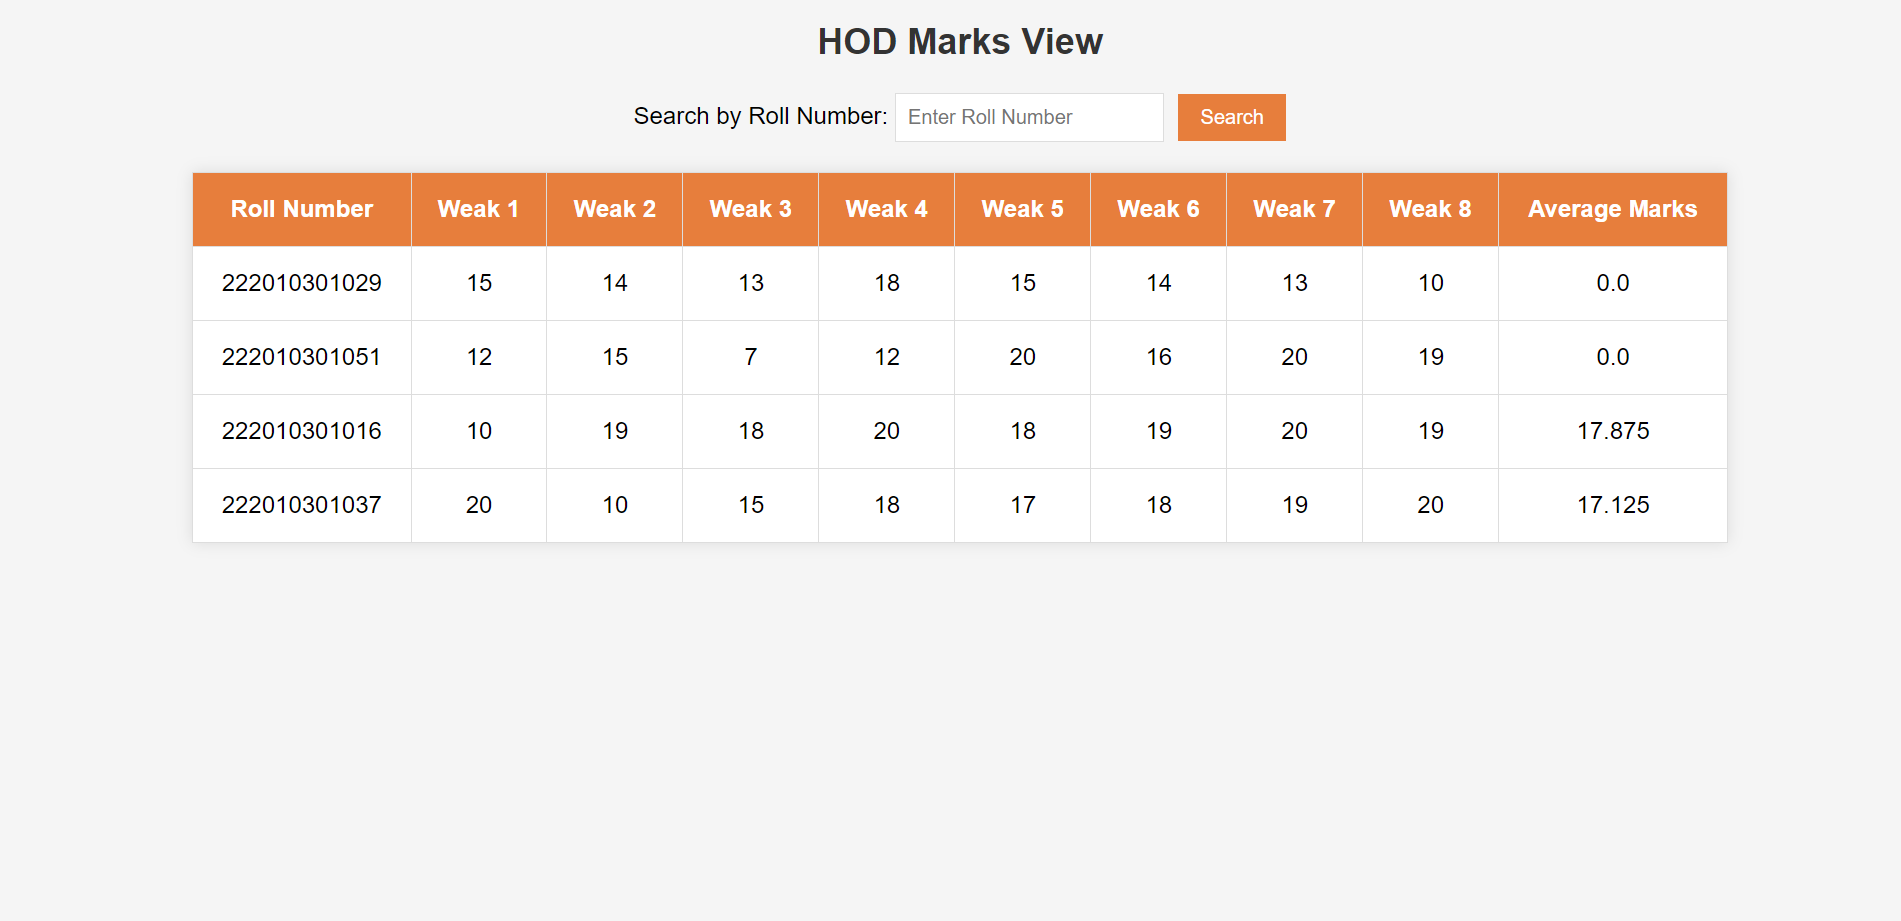 HOD Marks View
Search by Roll Number: Enter Roll Number Search
Roll Number Weak 1 Weak 2 Weak 3 Weak 4 Weak 5 Weak 6 Weak 7 Weak 8 Average Marks
222010301029 15 14 13 18 15 14 13 10 0.0
222010301051 12 15 7 12 20 16 20 19 0.0
222010301016 10 19 18 20 18 19 20 19 17.875
222010301037 20 10 15 18 17 18 19 20 17.125